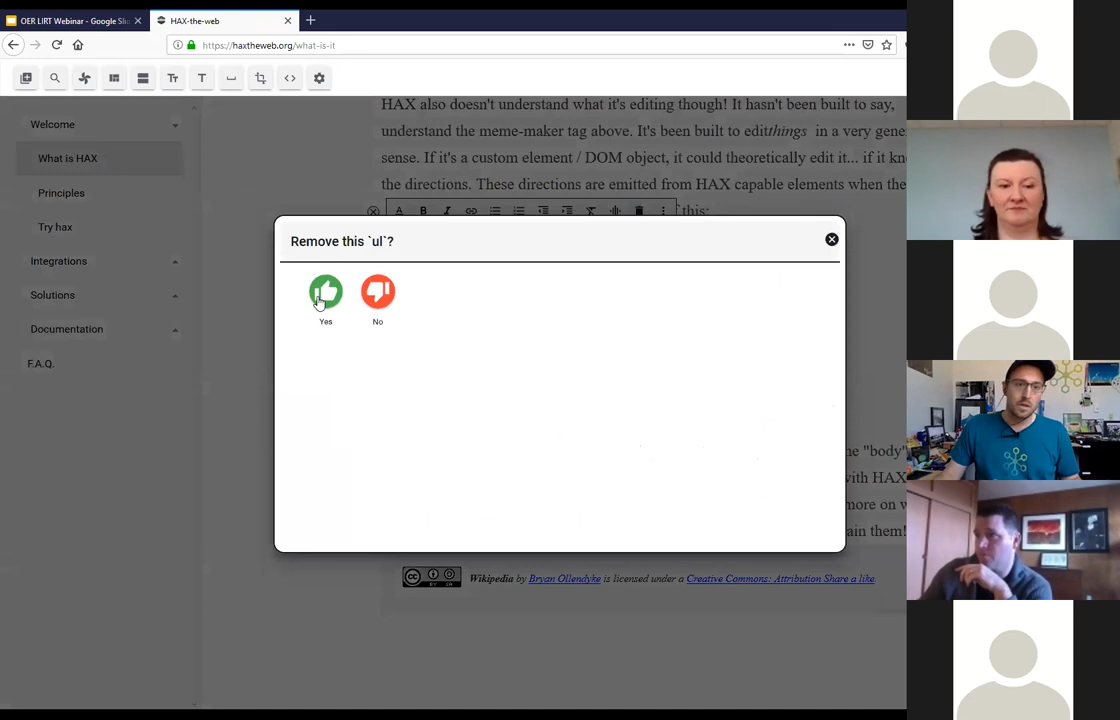 OER LIRT Webinar - Google Sli
HAX-the-web
https://haxtheweb.org/what-is-it
Welcome
What is HAX
Principles
Try hax
Integrations
Solutions
Documentation
F.A.Q.
HAX also doesn't understand what it's editing though! It hasn't been built to say,
understand the meme-maker tag above. It's been built to editthings in a very gene
sense. If it's a custom element / DOM object, it could theoretically edit it... if it kn
the directions. These directions are emitted from HAX capable elements when the
this:
Remove this `ul`?
Yes
No
he "body"
with HAX
more on w
ain them!
Wikipedia by Bryan Ollendyke is licensed under a Creative Commons: Attribution Share a like.